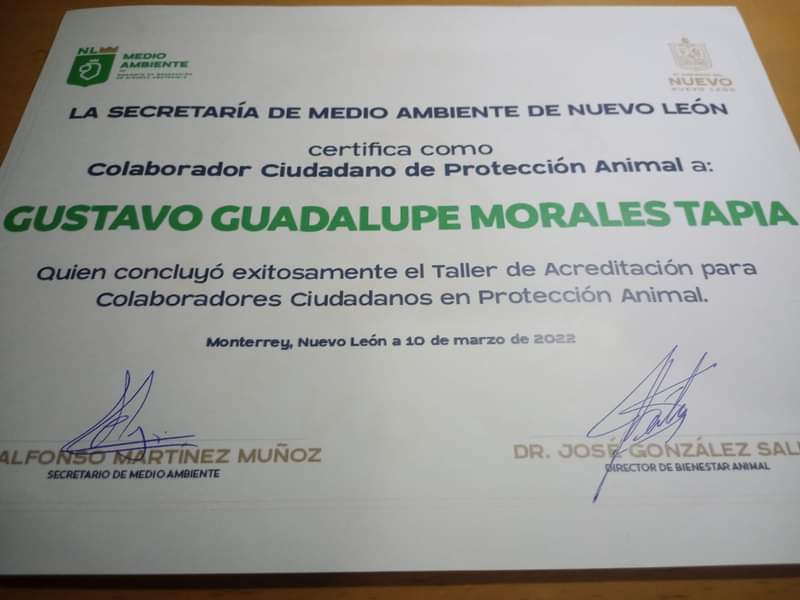 NL
MEDIO
AMBIENTE
NUEVO
LA SECRETARÍA DE MEDIO AMBIENTE DE NUEVO LEÓN
certifica como
Colaborador Ciudadano de Protección Animal a:
GUSTAVO GUADALUPE MORALES TAPIA
Quien concluyó exitosamente el Taller de Acreditación para
Colaboradores Ciudadanos en Protección Animal.
Monterrey, Nuevo León a 10 de marzo de 2022
ALFONSO MARTÍNEZ MUÑOZ
SECRETARIO DE MEDIO AMBIENTE
DR. JOSÉ GONZÁLEZ
DIRECTOR DE BIENESTAR ANIMAL